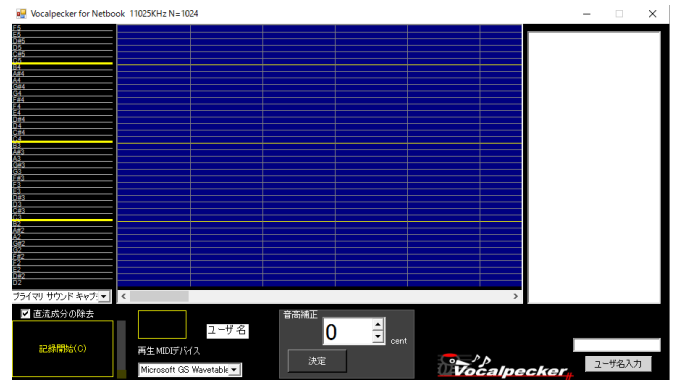 Vocalpecker for Netbook 11025KHz N=1024
F5
E5
D#5
D5
C#5
C5
B4
A#4
A4
G#4
G4
F#4
F4
E4
D#4
D4
C#4
C4
B3
A#3
A3
G#3
G3
F#3
F3
E3
D#3
D3
C#3
C3
B2
A#2
A2
G#2
G2
F#2
F2
E2
D#2
D2
プライマリ サウンド キャプ:
直流成分の除去
記録開始(C)
ユーザ名
再生MIDIデバイス
Microsoft GS Wavetable
音高補正
0
cent
決定
Vocalpecker#
ユーザ名入力